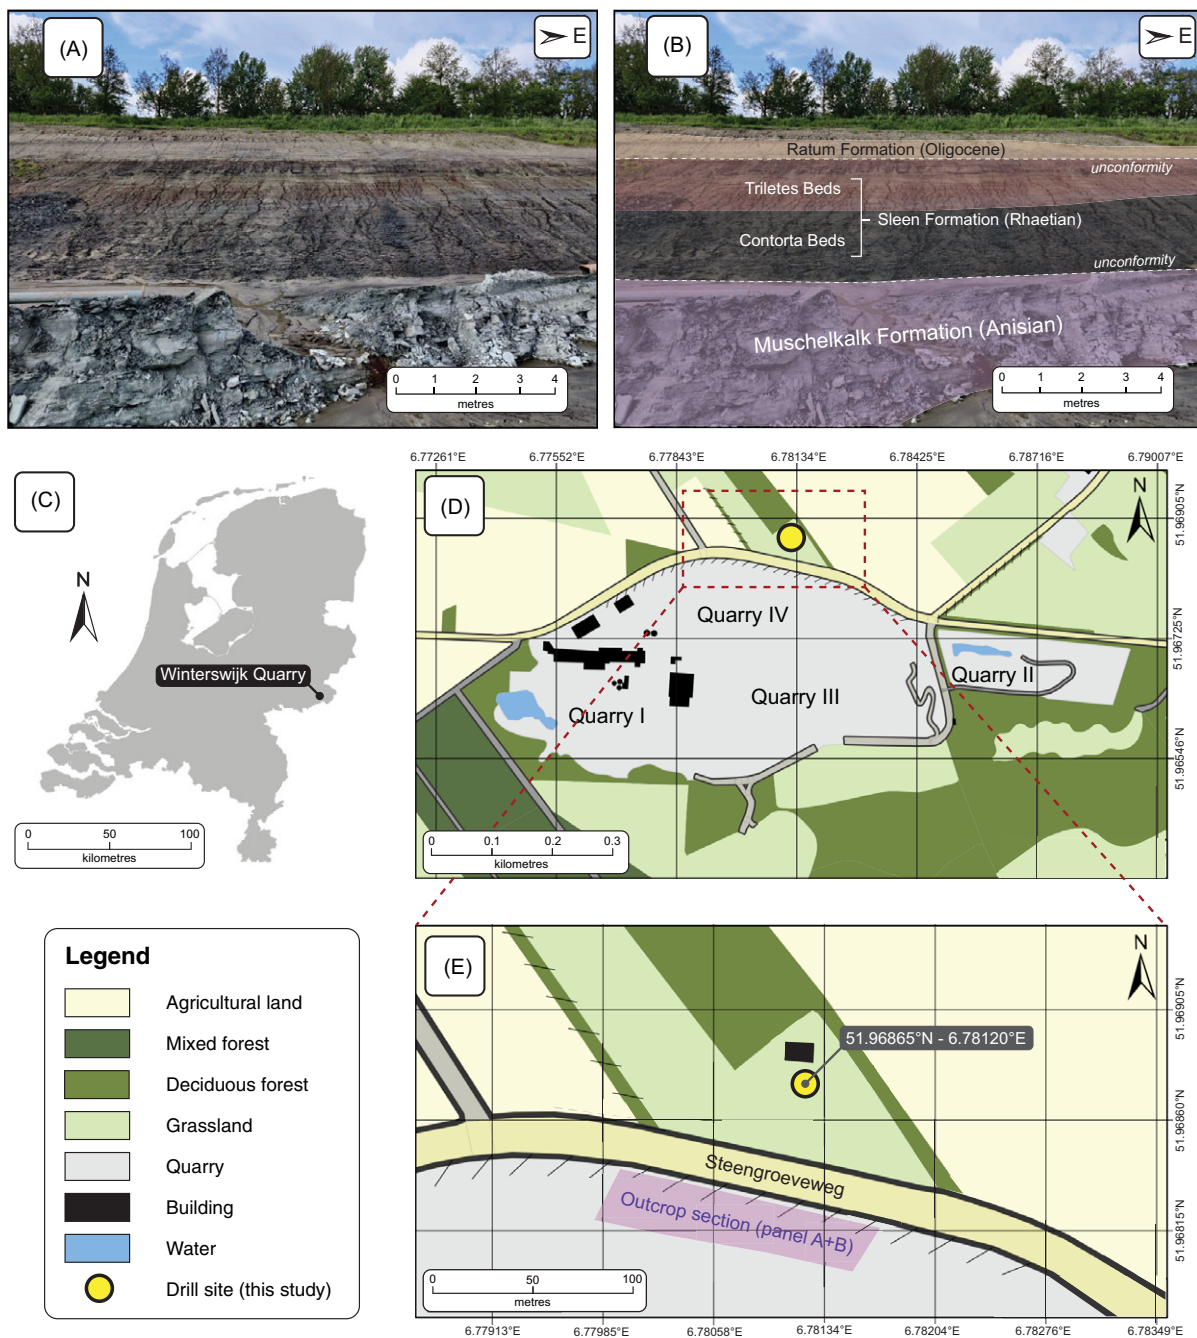 (A)
E
0 1 2 3 4
metres
(B)
E
Ratum Formation (Oligocene)
unconformity
Triletes Beds
Sleen Formation (Rhaetian)
Contorta Beds
unconformity
Muschelkalk Formation (Anisian)
0 1 2 3 4
metres
(C)
N
Winterswijk Quarry
0 50 100
kilometres
6.77261°E 6.77552°E 6.77843°E 6.78134°E 6.78425°E 6.78716°E 6.79007°E
(D)
N
51.96905°N
51.96725°N
51.96546°N
Quarry IV
Quarry II
Quarry III
Quarry I
0 0.1 0.2 0.3
kilometres
Legend
Agricultural land
Mixed forest
Deciduous forest
Grassland
Quarry
Building
Water
Drill site (this study)
(E)
N
51.96865°N - 6.78120°E
Steengroeveweg
Outcrop section (panel A+B)
51.96905°N
51.96860°N
51.96815°N
0 50 100
metres
6.77913°E 6.77985°E 6.78058°E 6.78134°E 6.78204°E 6.78276°E 6.78349°E